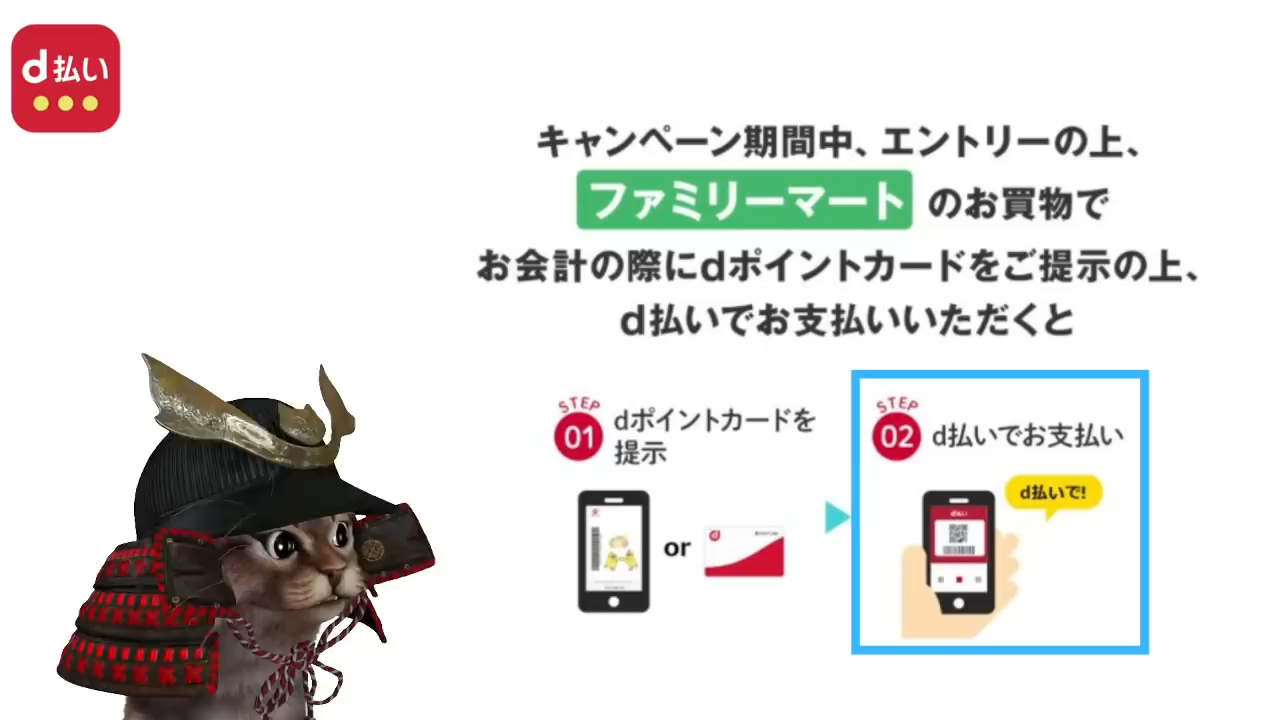 d払い
キャンペーン期間中、エントリーの上、
ファミリーマート のお買物で
お会計の際にdポイントカードをご提示の上、
d払いでお支払いいただくと
STEP
01
dポイントカードを
提示
or
STEP
02
d払いでお支払い
d払いで!
d払い
d